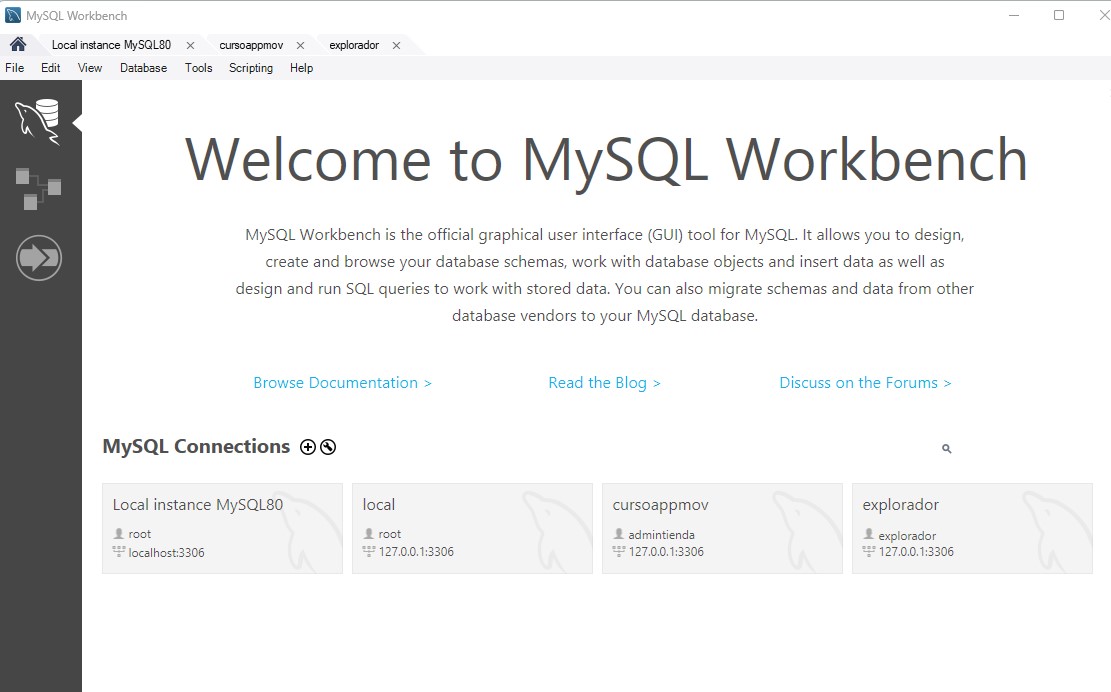 MySQL Workbench
Local instance MySQL80 cursoappmov explorador
File Edit View Database Tools Scripting Help
Welcome to MySQL Workbench
MySQL Workbench is the official graphical user interface (GUI) tool for MySQL. It allows you to design,
create and browse your database schemas, work with database objects and insert data as well as
design and run SQL queries to work with stored data. You can also migrate schemas and data from other
database vendors to your MySQL database.
Browse Documentation > Read the Blog > Discuss on the Forums >
MySQL Connections
Local instance MySQL80
root
localhost:3306
local
root
127.0.0.1:3306
cursoappmov
admintienda
127.0.0.1:3306
explorador
explorador
127.0.0.1:3306